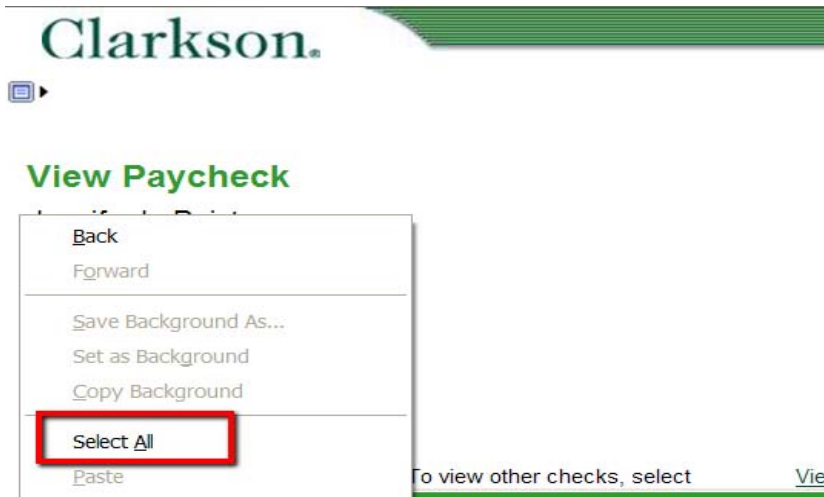 Clarkson®
View Paycheck
Back
Forward
Save Background As...
Set as Background
Copy Background
Select All
Paste
To view other checks, select Vie